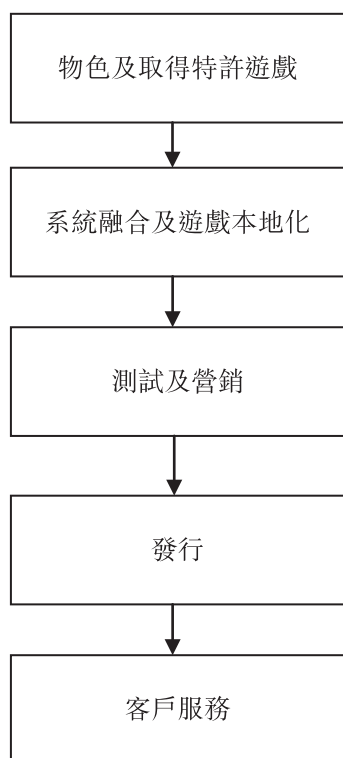 物色及取得特許遊戲
系統融合及遊戲本地化
測試及營銷
發行
客戶服務